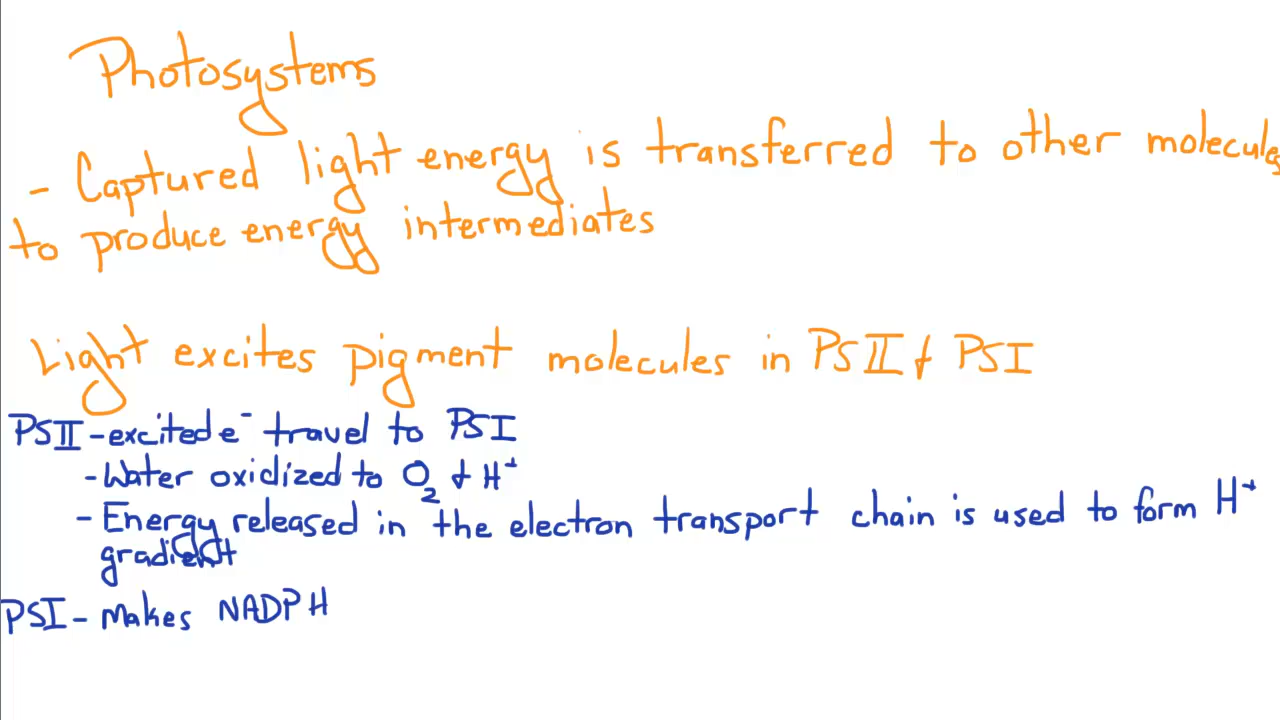 Photosystems
- Captured light energy is transferred to other molecules
to produce energy intermediates
Light excites pigment molecules in PSII & PSI
PSII - excited e⁻ travel to PSI
- Water oxidized to O₂ & H⁺
- Energy released in the electron transport chain is used to form H⁺
gradient
PSI - Makes NADPH